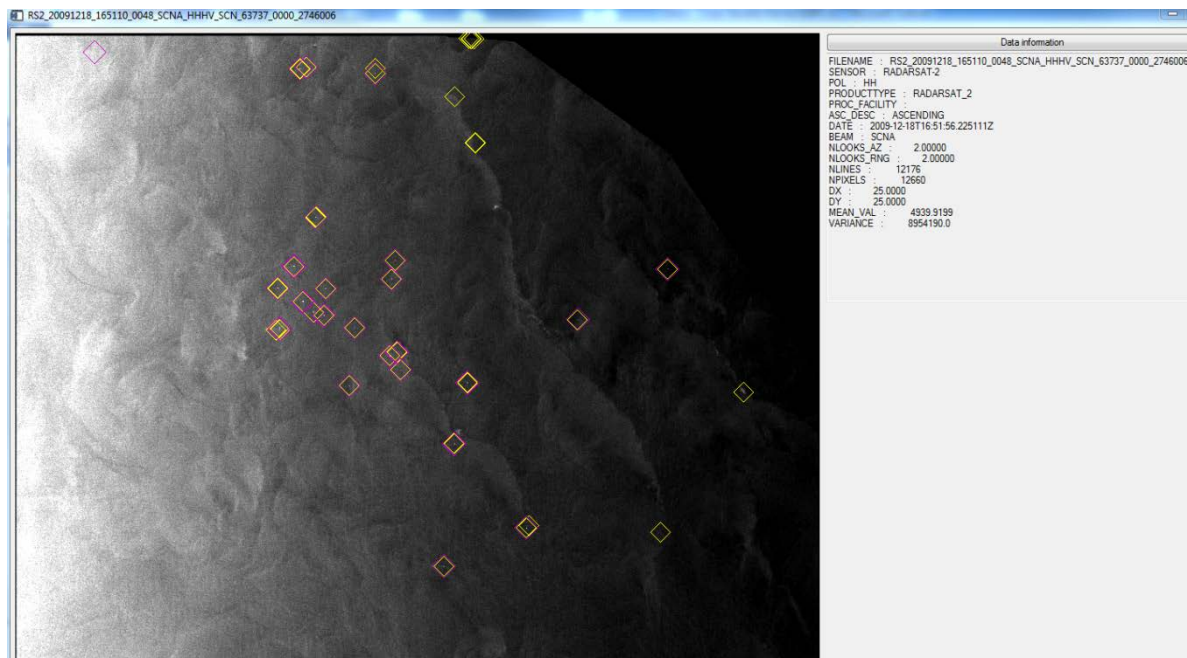 RS2_20091218_165110_0048_SCNA_HHHV_SCN_63737_0000_2746006
Data information
FILENAME : RS2_20091218_165110_0048_SCNA_HHHV_SCN_63737_0000_2746006
SENSOR : RADARSAT-2
POL : HH
PRODUCTTYPE : RADARSAT_2
PROC_FACILITY :
ASC_DESC : ASCENDING
DATE : 2009-12-18T16:51:56.225111Z
BEAM : SCNA
NLOOKS_AZ : 2.00000
NLOOKS_RNG : 2.00000
NLINES : 12176
NPIXELS : 12660
DX : 25.0000
DY : 25.0000
MEAN_VAL : 4939.9199
VARIANCE : 8954190.0